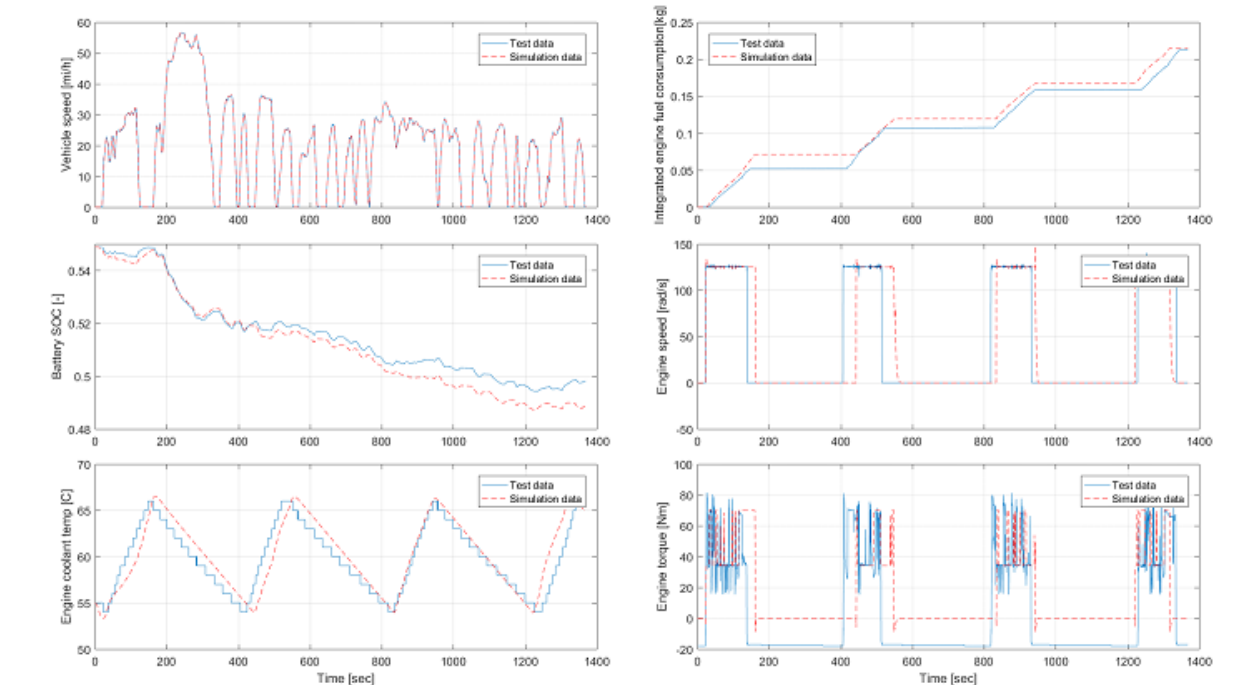 60
50
40
30
20
10
0
Vehicle speed [mi/h]
Test data
Simulation data
0 200 400 600 800 1000 1200 1400
0.25
0.2
0.15
0.1
0.05
0
Integrated engine fuel consumption[kg]
Test data
Simulation data
0 200 400 600 800 1000 1200 1400
0.54
0.52
0.5
0.48
Battery SOC [-]
Test data
Simulation data
0 200 400 600 800 1000 1200 1400
150
100
50
0
-50
Engine speed [rad/s]
Test data
Simulation data
0 200 400 600 800 1000 1200 1400
70
65
60
55
50
Engine coolant temp [C]
Test data
Simulation data
0 200 400 600 800 1000 1200 1400
Time [sec]
100
80
60
40
20
0
-20
Engine torque [Nm]
Test data
Simulation data
0 200 400 600 800 1000 1200 1400
Time [sec]